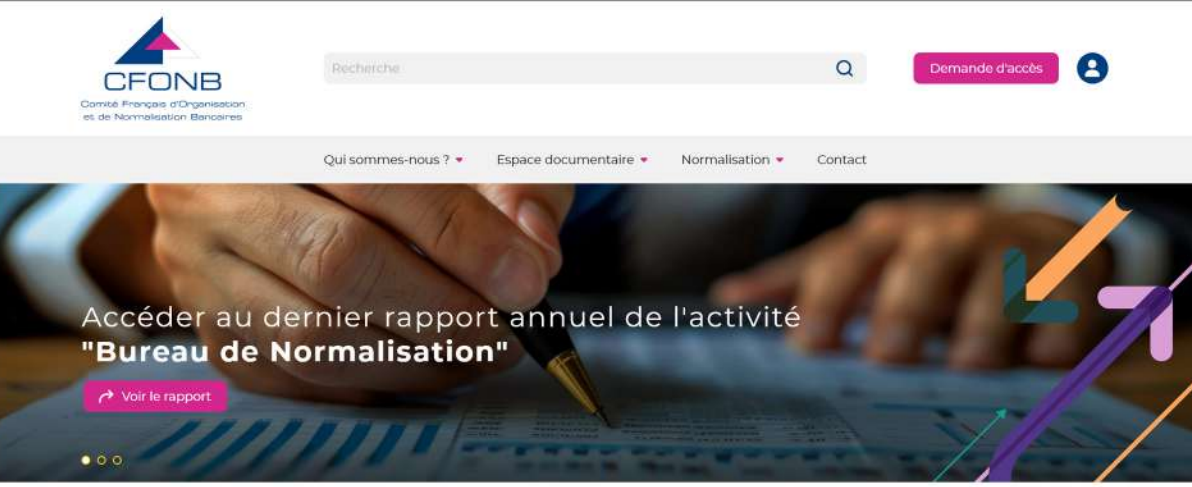 CFONB
Comité Français d'Organisation
et de Normalisation Bancaires
Recherche
Demande d'accès
Qui sommes-nous ?
Espace documentaire
Normalisation
Contact
Accéder au dernier rapport annuel de l'activité
"Bureau de Normalisation"
Voir le rapport